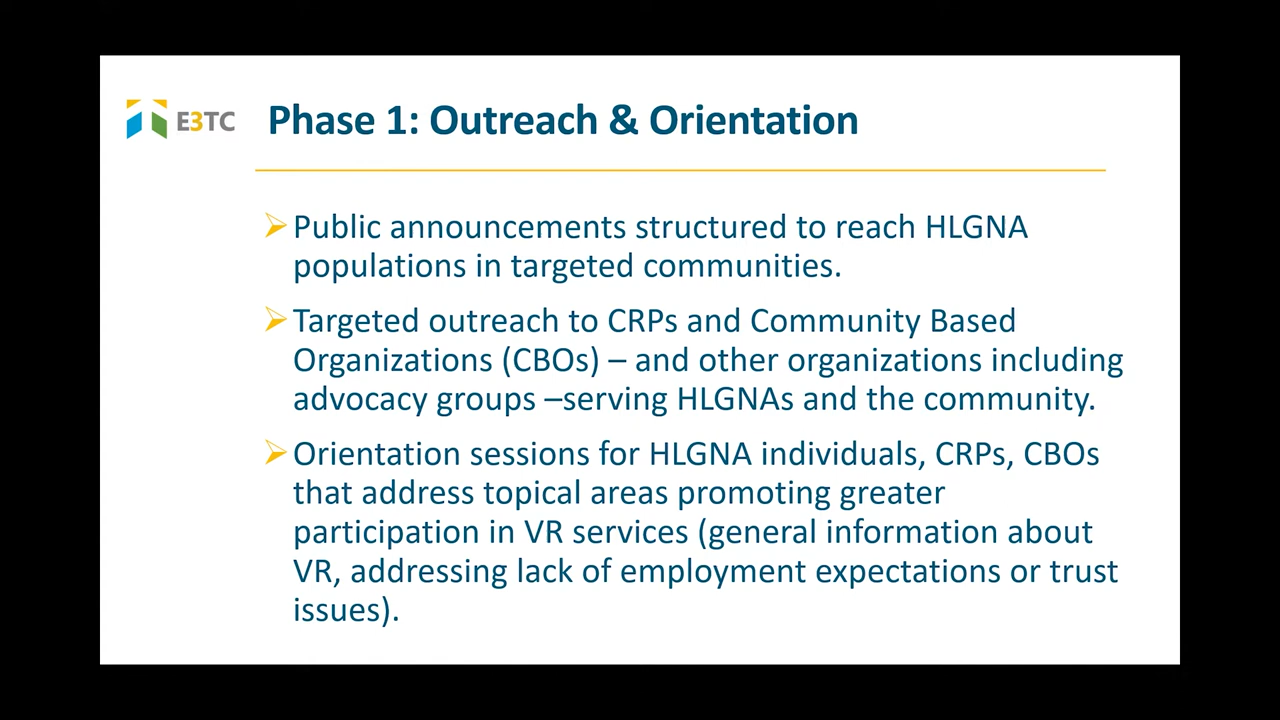 E3TC
Phase 1: Outreach & Orientation
Public announcements structured to reach HLGNA
populations in targeted communities.
Targeted outreach to CRPs and Community Based
Organizations (CBOs) – and other organizations including
advocacy groups –serving HLGNAs and the community.
Orientation sessions for HLGNA individuals, CRPs, CBOs
that address topical areas promoting greater
participation in VR services (general information about
VR, addressing lack of employment expectations or trust
issues).